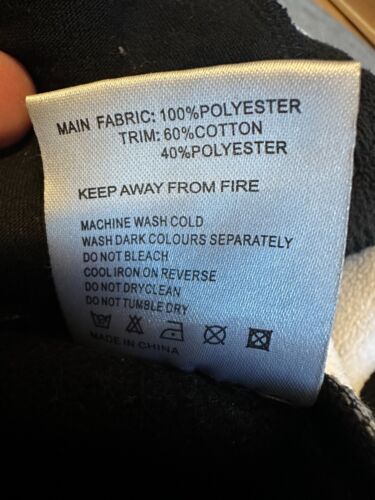 MAIN FABRIC: 100%POLYESTER
TRIM: 60%COTTON
40%POLYESTER
KEEP AWAY FROM FIRE
MACHINE WASH COLD
WASH DARK COLOURS SEPARATELY
DO NOT BLEACH
COOL IRON ON REVERSE
DO NOT DRYCLEAN
DO NOT TUMBLE DRY
MADE IN CHINA